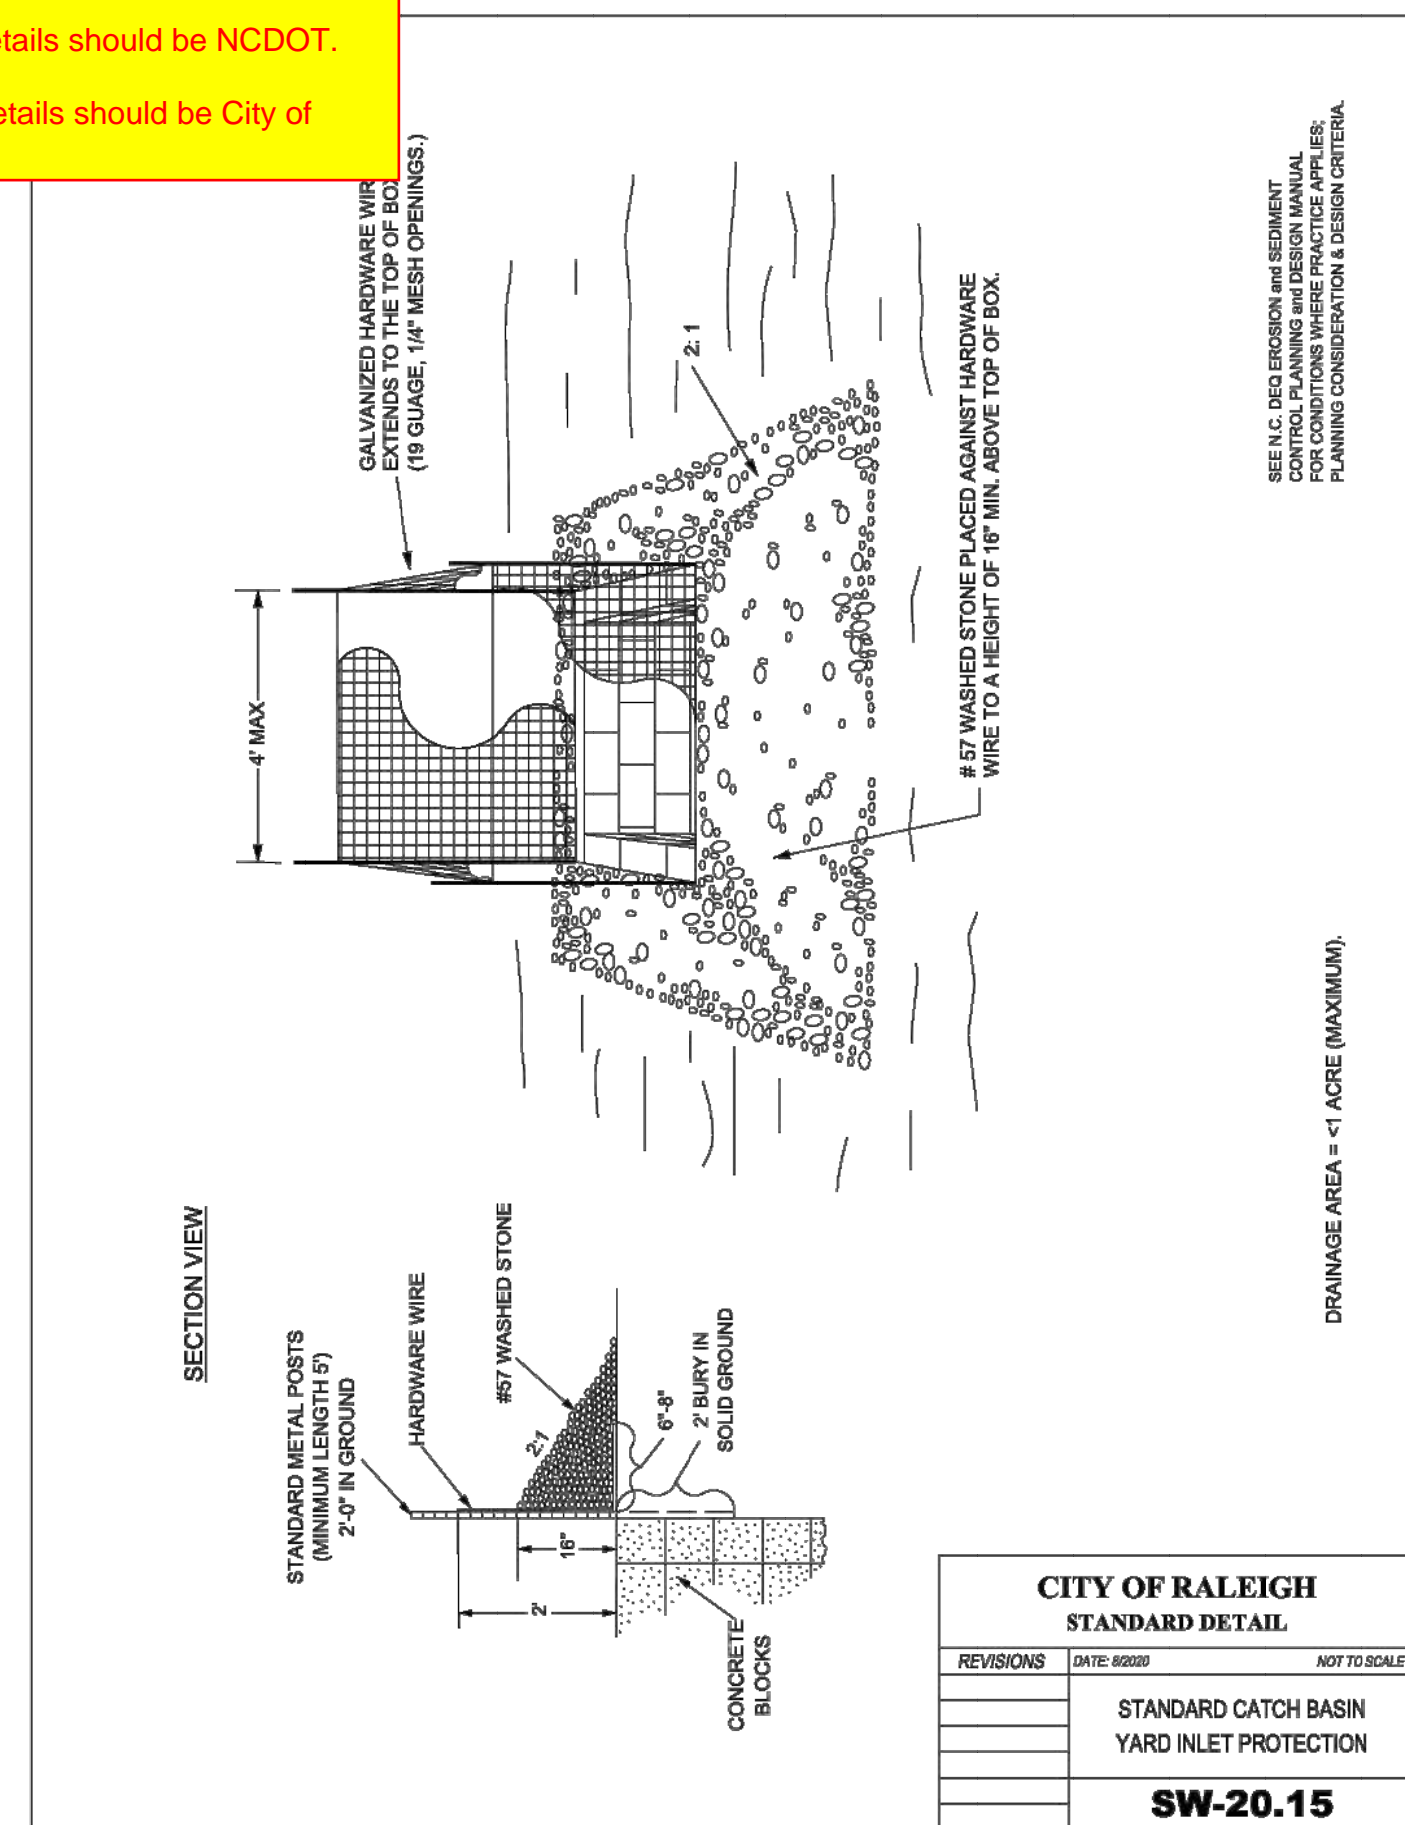 etails should be NCDOT.
etails should be City of
GALVANIZED HARDWARE WIR
EXTENDS TO THE TOP OF BO
(19 GUAGE, 1/4" MESH OPENINGS.)
4' MAX
2: 1
# 57 WASHED STONE PLACED AGAINST HARDWARE
WIRE TO A HEIGHT OF 16" MIN. ABOVE TOP OF BOX.
SEE N.C. DEQ EROSION and SEDIMENT
CONTROL PLANNING and DESIGN MANUAL
FOR CONDITIONS WHERE PRACTICE APPLIES;
PLANNING CONSIDERATION & DESIGN CRITERIA.
SECTION VIEW
STANDARD METAL POSTS
(MINIMUM LENGTH 5')
2'-0" IN GROUND
HARDWARE WIRE
#57 WASHED STONE
2:1
16"
2'
6"-8"
2' BURY IN
SOLID GROUND
CONCRETE
BLOCKS
DRAINAGE AREA = <1 ACRE (MAXIMUM).
CITY OF RALEIGH
STANDARD DETAIL
REVISIONS DATE: 8/2020 NOT TO SCALE
STANDARD CATCH BASIN
YARD INLET PROTECTION
SW-20.15